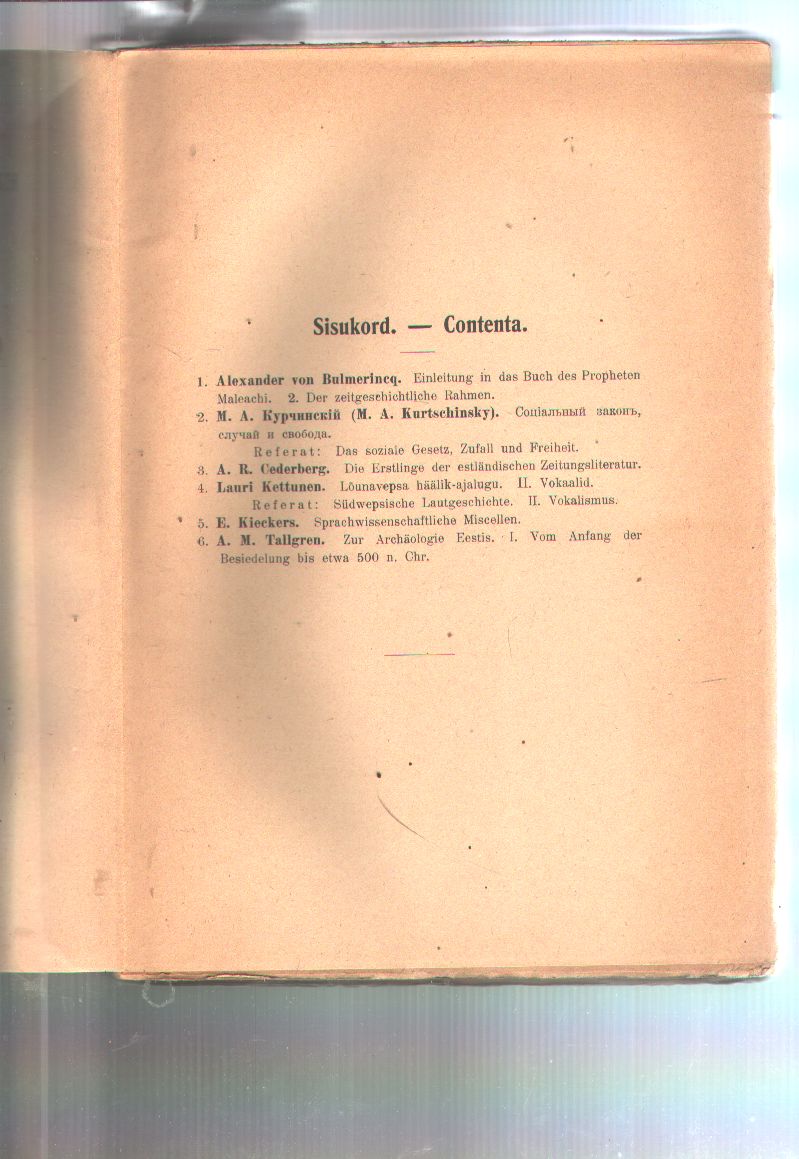 Sisukord. — Contenta.
1. Alexander von Bulmerincq. Einleitung in das Buch des Propheten
Maleachi. 2. Der zeitgeschichtliche Rahmen.
2. М. А. Курчинскій (M. A. Kurtschinsky). Соціальный законъ,
случай и свобода.
Referat: Das soziale Gesetz, Zufall und Freiheit.
3. A. R. Cederberg. Die Erstlinge der estländischen Zeitungsliteratur.
4. Lauri Kettunen. Lõunavepsa häälik-ajalugu. II. Vokaalid.
Referat: Südwepsische Lautgeschichte. II. Vokalismus.
5. E. Kieckers. Sprachwissenschaftliche Miscellen.
6. A. M. Tallgren. Zur Archäologie Eestis. I. Vom Anfang der
Besiedelung bis etwa 500 n. Chr.